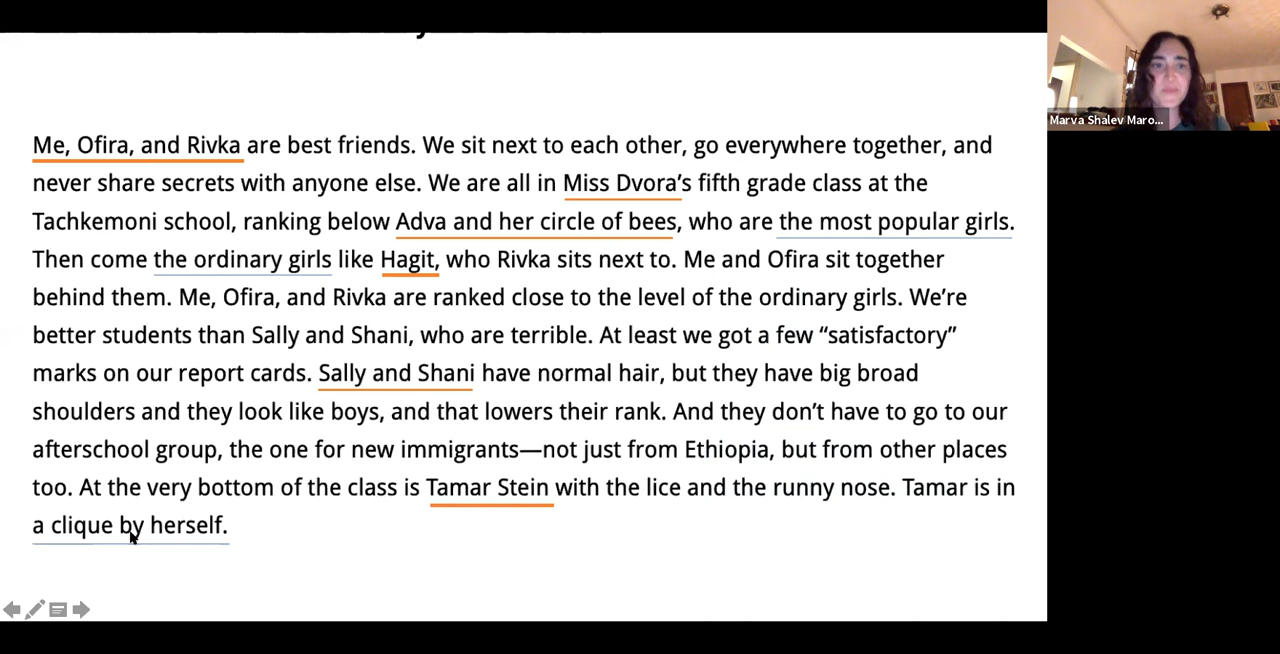 Me, Ofira, and Rivka are best friends. We sit next to each other, go everywhere together, and
never share secrets with anyone else. We are all in Miss Dvora’s fifth grade class at the
Tachkemoni school, ranking below Adva and her circle of bees, who are the most popular girls.
Then come the ordinary girls like Hagit, who Rivka sits next to. Me and Ofira sit together
behind them. Me, Ofira, and Rivka are ranked close to the level of the ordinary girls. We’re
better students than Sally and Shani, who are terrible. At least we got a few “satisfactory”
marks on our report cards. Sally and Shani have normal hair, but they have big broad
shoulders and they look like boys, and that lowers their rank. And they don’t have to go to our
afterschool group, the one for new immigrants—not just from Ethiopia, but from other places
too. At the very bottom of the class is Tamar Stein with the lice and the runny nose. Tamar is in
a clique by herself.
Marva Shalev Maro...